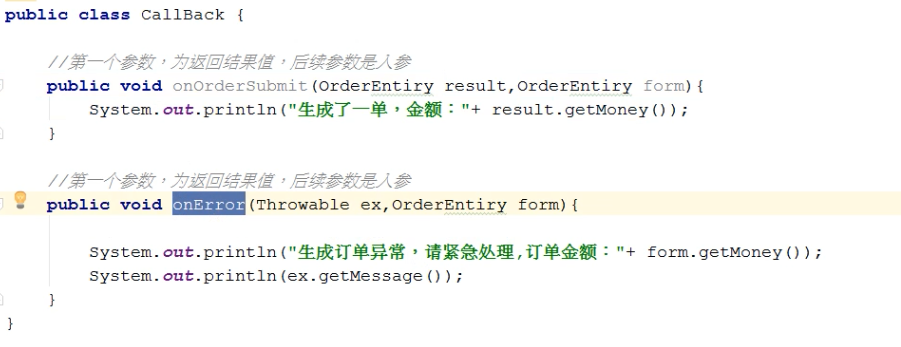 public class CallBack {
//第一个参数，为返回结果值，后续参数是入参
public void onOrderSubmit(OrderEntiry result,OrderEntiry form){
System.out.println("生成了一单，金额："+ result.getMoney());
}
//第一个参数，为返回结果值，后续参数是入参
public void onError(Throwable ex,OrderEntiry form){
System.out.println("生成订单异常，请紧急处理,订单金额："+ form.getMoney());
System.out.println(ex.getMessage());
}
}